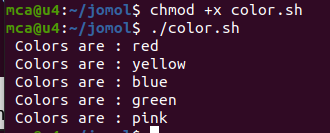 mca@u4:~/jomol$ chmod +x color.sh
mca@u4:~/jomol$ ./color.sh
Colors are : red
Colors are : yellow
Colors are : blue
Colors are : green
Colors are : pink